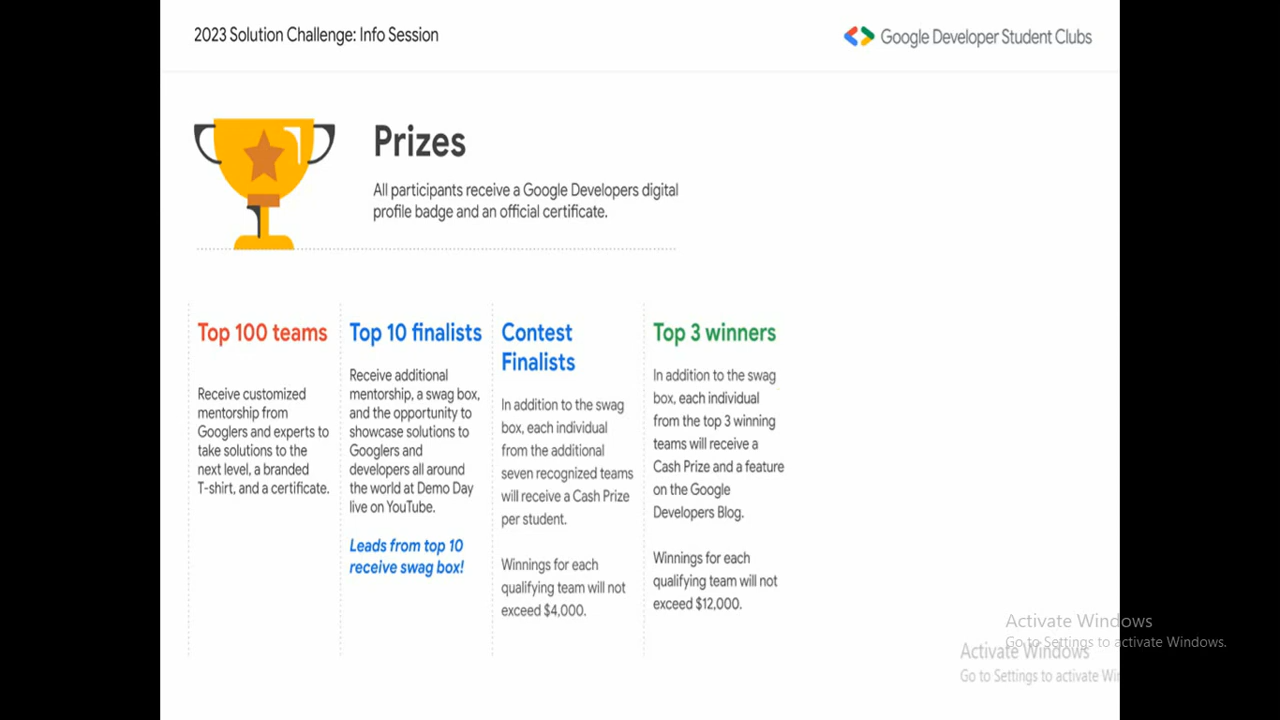 2023 Solution Challenge: Info Session
Google Developer Student Clubs
Prizes
All participants receive a Google Developers digital
profile badge and an official certificate.
Top 100 teams
Receive customized
mentorship from
Googlers and experts to
take solutions to the
next level, a branded
T-shirt, and a certificate.
Top 10 finalists
Receive additional
mentorship, a swag box,
and the opportunity to
showcase solutions to
Googlers and
developers all around
the world at Demo Day
live on YouTube.
Leads from top 10
receive swag box!
Contest
Finalists
In addition to the swag
box, each individual
from the additional
seven recognized teams
will receive a Cash Prize
per student.
Winnings for each
qualifying team will not
exceed $4,000.
Top 3 winners
In addition to the swag
box, each individual
from the top 3 winning
teams will receive a
Cash Prize and a feature
on the Google
Developers Blog.
Winnings for each
qualifying team will not
exceed $12,000.
Activate Windows
Go to Settings to activate Windows.
Activate Windows
Go to Settings to activate Wi